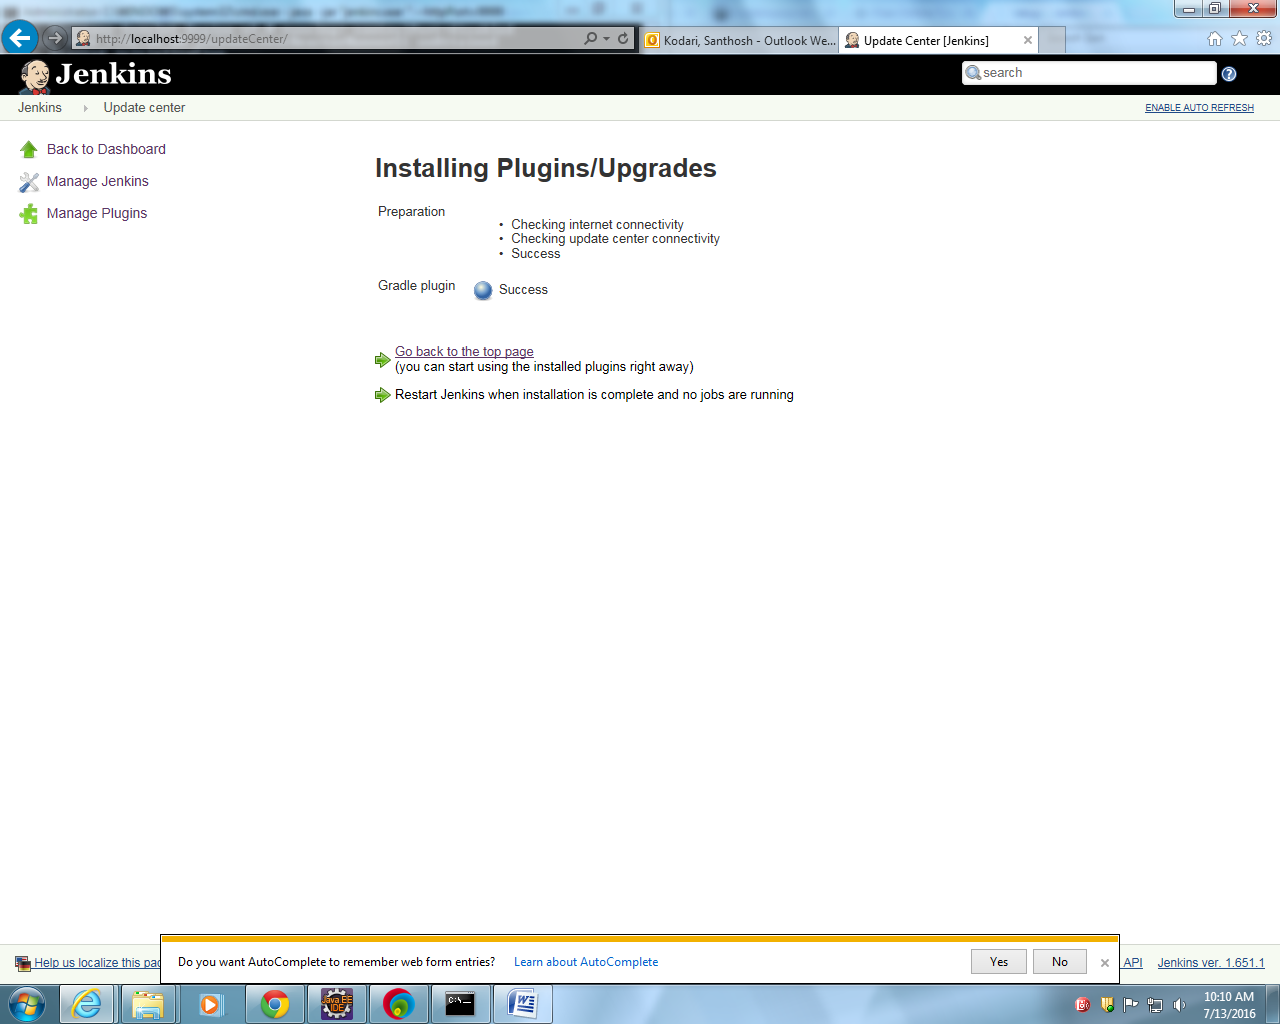 http://localhost:9999/updateCenter/
Kodari, Santhosh - Outlook We...
Update Center [Jenkins]
Jenkins
search
Jenkins
Update center
ENABLE AUTO REFRESH
Back to Dashboard
Manage Jenkins
Manage Plugins
Installing Plugins/Upgrades
Preparation
• Checking internet connectivity
• Checking update center connectivity
• Success
Gradle plugin
Success
Go back to the top page
(you can start using the installed plugins right away)
Restart Jenkins when installation is complete and no jobs are running
Help us localize this pag
API
Jenkins ver. 1.651.1
Do you want AutoComplete to remember web form entries?
Learn about AutoComplete
Yes
No
Java EE
IDE
C:\._
10:10 AM
7/13/2016